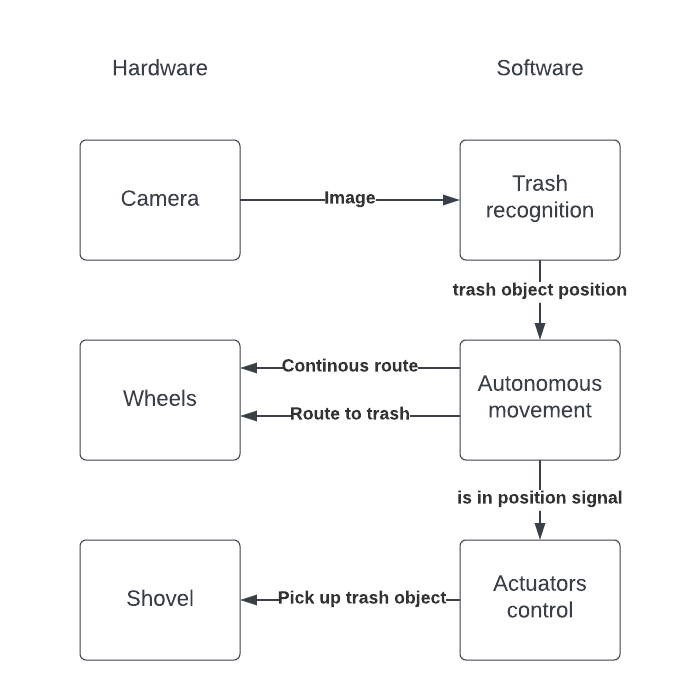 Hardware
Software
Camera
Image
Trash
recognition
trash object position
Wheels
Continous route
Route to trash
Autonomous
movement
is in position signal
Shovel
Pick up trash object
Actuators
control